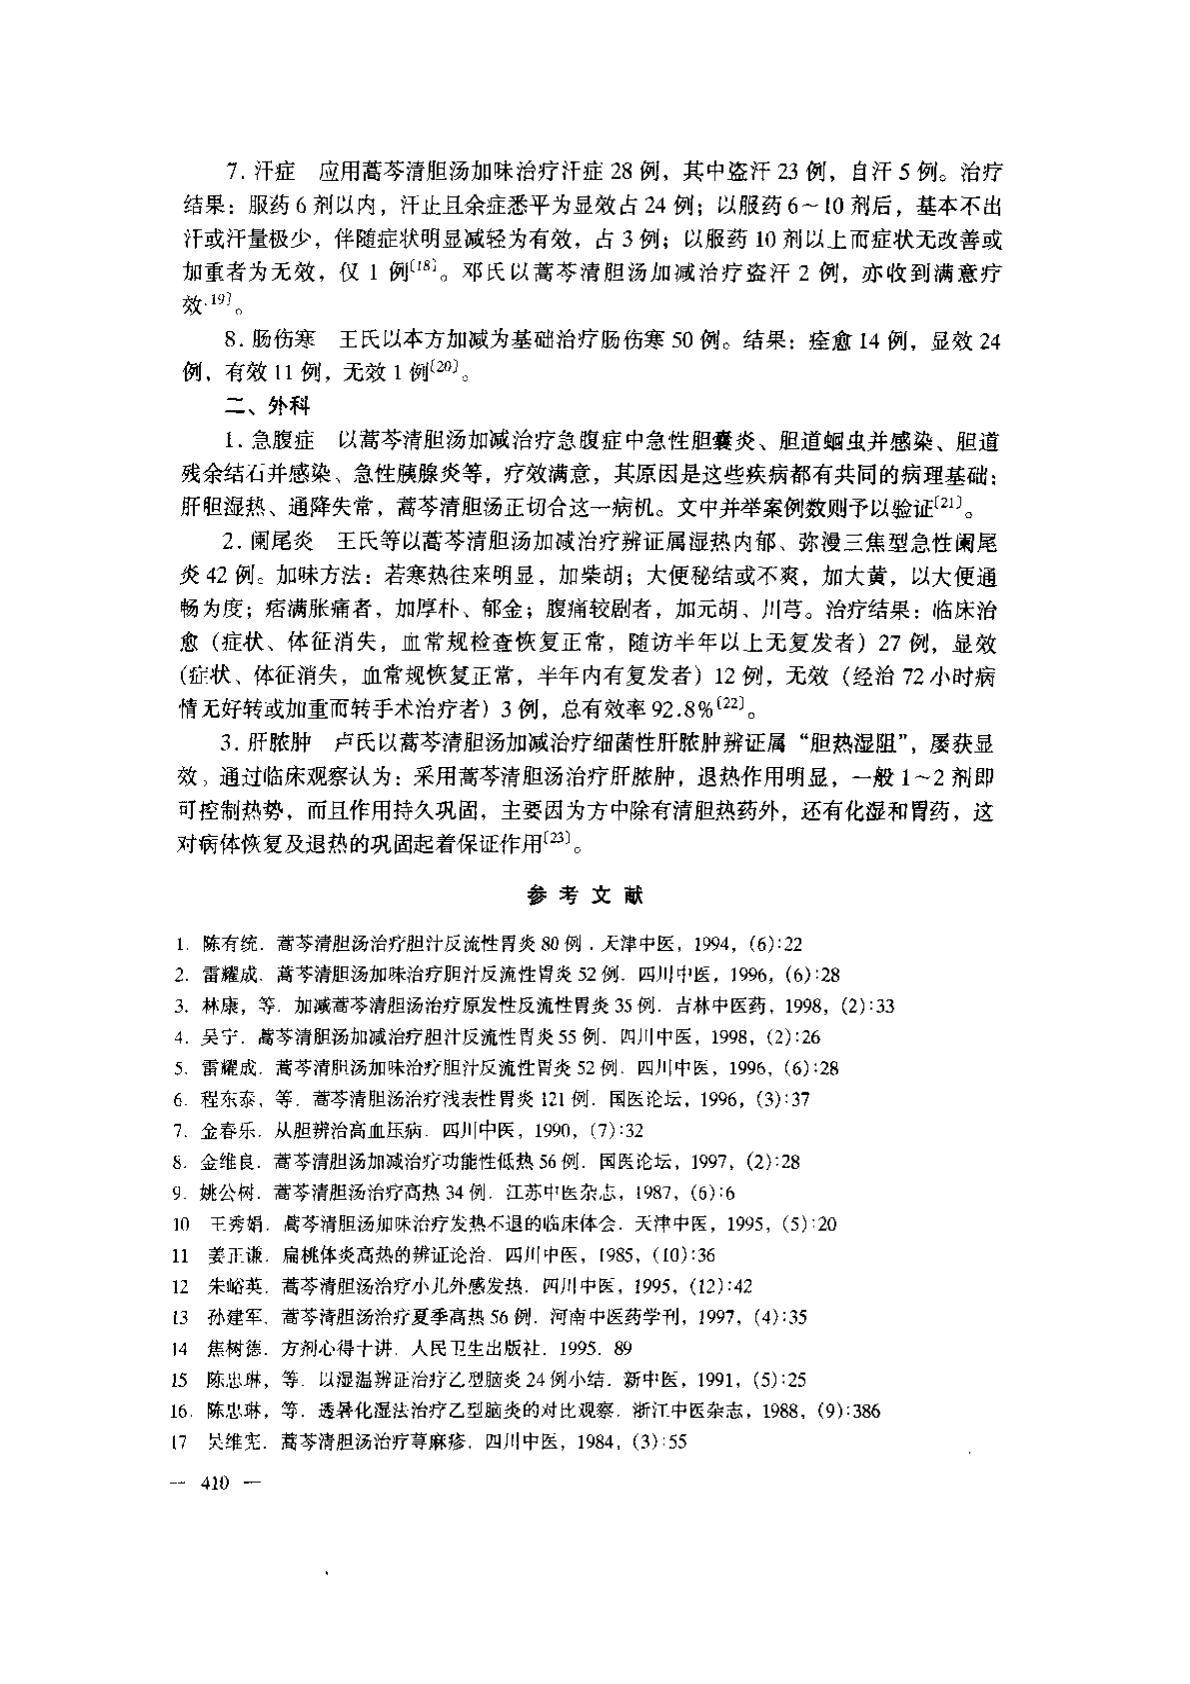 7. 汗症　应用蒿芩清胆汤加味治疗汗症 28 例，其中盗汗 23 例，自汗 5 例。治疗
结果：服药 6 剂以内，汗止且余症悉平为显效占 24 例；以服药 6～10 剂后，基本不出
汗或汗量极少，伴随症状明显减轻为有效，占 3 例；以服药 10 剂以上而症状无改善或
加重者为无效，仅 1 例〔18〕。邓氏以蒿芩清胆汤加减治疗盗汗 2 例，亦收到满意疗
效〔19〕。
8. 肠伤寒　王氏以本方加减为基础治疗肠伤寒 50 例。结果：痊愈 14 例，显效 24
例，有效 11 例，无效 1 例〔20〕。
二、外科
1. 急腹症　以蒿芩清胆汤加减治疗急腹症中急性胆囊炎、胆道蛔虫并感染、胆道
残余结石并感染、急性胰腺炎等，疗效满意，其原因是这些疾病都有共同的病理基础：
肝胆湿热、通降失常，蒿芩清胆汤正切合这一病机。文中并举案例数则予以验证〔21〕。
2. 阑尾炎　王氏等以蒿芩清胆汤加减治疗辨证属湿热内郁、弥漫三焦型急性阑尾
炎 42 例。加味方法：若寒热往来明显，加柴胡；大便秘结或不爽，加大黄，以大便通
畅为度；痞满胀痛者，加厚朴、郁金；腹痛较剧者，加元胡、川芎。治疗结果：临床治
愈（症状、体征消失，血常规检查恢复正常，随访半年以上无复发者）27 例，显效
（症状、体征消失，血常规恢复正常，半年内有复发者）12 例，无效（经治 72 小时病
情无好转或加重而转手术治疗者）3 例，总有效率 92.8%〔22〕。
3. 肝脓肿　卢氏以蒿芩清胆汤加减治疗细菌性肝脓肿辨证属“胆热湿阻”，屡获显
效。通过临床观察认为：采用蒿芩清胆汤治疗肝脓肿，退热作用明显，一般 1～2 剂即
可控制热势，而且作用持久巩固，主要因为方中除有清胆热药外，还有化湿和胃药，这
对病体恢复及退热的巩固起着保证作用〔23〕。
参 考 文 献
1. 陈有统. 蒿芩清胆汤治疗胆汁反流性胃炎 80 例. 天津中医, 1994, (6):22
2. 雷耀成. 蒿芩清胆汤加味治疗胆汁反流性胃炎 52 例. 四川中医, 1996, (6):28
3. 林康, 等. 加减蒿芩清胆汤治疗原发性反流性胃炎 35 例. 吉林中医药, 1998, (2):33
4. 吴宁. 蒿芩清胆汤加减治疗胆汁反流性胃炎 55 例. 四川中医, 1998, (2):26
5. 雷耀成. 蒿芩清胆汤加味治疗胆汁反流性胃炎 52 例. 四川中医, 1996, (6):28
6. 程东泰, 等. 蒿芩清胆汤治疗浅表性胃炎 121 例. 国医论坛, 1996, (3):37
7. 金春乐. 从胆辨治高血压病. 四川中医, 1990, (7):32
8. 金维良. 蒿芩清胆汤加减治疗功能性低热 56 例. 国医论坛, 1997, (2):28
9. 姚公树. 蒿芩清胆汤治疗高热 34 例. 江苏中医杂志, 1987, (6):6
10 王秀娟. 蒿芩清胆汤加味治疗发热不退的临床体会. 天津中医, 1995, (5):20
11 姜正谦. 扁桃体炎高热的辨证论治. 四川中医, 1985, (10):36
12 朱峪英. 蒿芩清胆汤治疗小儿外感发热. 四川中医, 1995, (12):42
13 孙建军. 蒿芩清胆汤治疗夏季高热 56 例. 河南中医药学刊, 1997, (4):35
14 焦树德. 方剂心得十讲. 人民卫生出版社. 1995. 89
15 陈忠琳, 等. 以湿温辨证治疗乙型脑炎 24 例小结. 新中医, 1991, (5):25
16. 陈忠琳, 等. 透暑化湿法治疗乙型脑炎的对比观察. 浙江中医杂志, 1988, (9):386
17 吴维宪. 蒿芩清胆汤治疗荨麻疹. 四川中医, 1984, (3):55
— 410 —